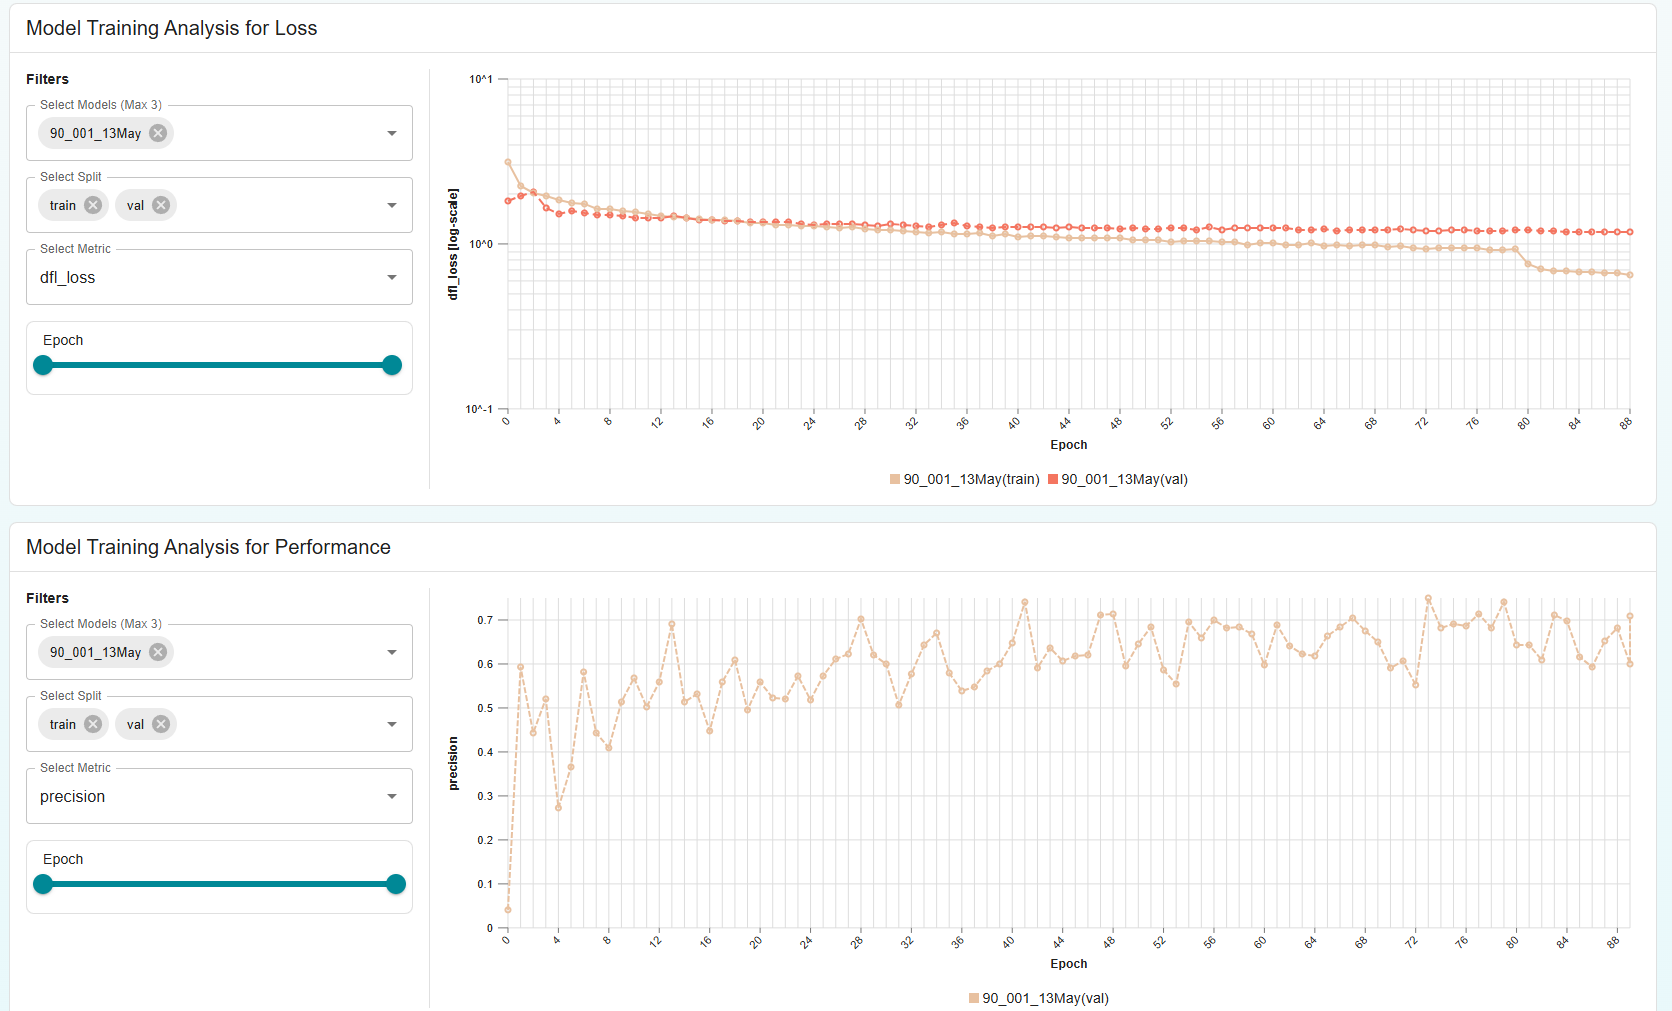 Model Training Analysis for Loss
Filters
Select Models (Max 3)
90_001_13May
Select Split
train val
Select Metric
dfl_loss
Epoch
10^1
10^0
10^-1
dfl_loss [log-scale]
0 4 8 12 16 20 24 28 32 36 40 44 48 52 56 60 64 68 72 76 80 84 88
Epoch
90_001_13May(train) 90_001_13May(val)
Model Training Analysis for Performance
Filters
Select Models (Max 3)
90_001_13May
Select Split
train val
Select Metric
precision
Epoch
0.7
0.6
0.5
0.4
0.3
0.2
0.1
0
precision
0 4 8 12 16 20 24 28 32 36 40 44 48 52 56 60 64 68 72 76 80 84 88
Epoch
90_001_13May(val)